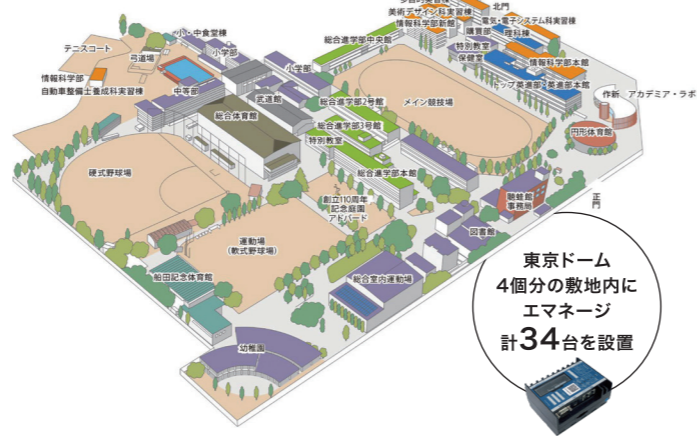 北門
美術デザイン科実習棟
情報科学部新館
電気・電子システム科実習棟
購買部
理科棟
特別教室
保健室
情報科学部本館
トップ英進部・英進部本館
作新 アカデミア・ラボ
円形体育館
総合進学部中央館
メイン競技場
小・中食堂棟
小学部
テニスコート
弓道場
情報科学部
自動車整備士養成科実習棟
中等部
小学部
武道館
総合体育館
総合進学部2号館
総合進学部3号館
特別教室
総合進学部本館
硬式野球場
創立110周年
記念庭園
アドバード
聴蛙館
事務局
正門
図書館
運動場
(軟式野球場)
船田記念体育館
総合室内運動場
幼稚園
東京ドーム
4個分の敷地内に
エマネージ
計34台を設置